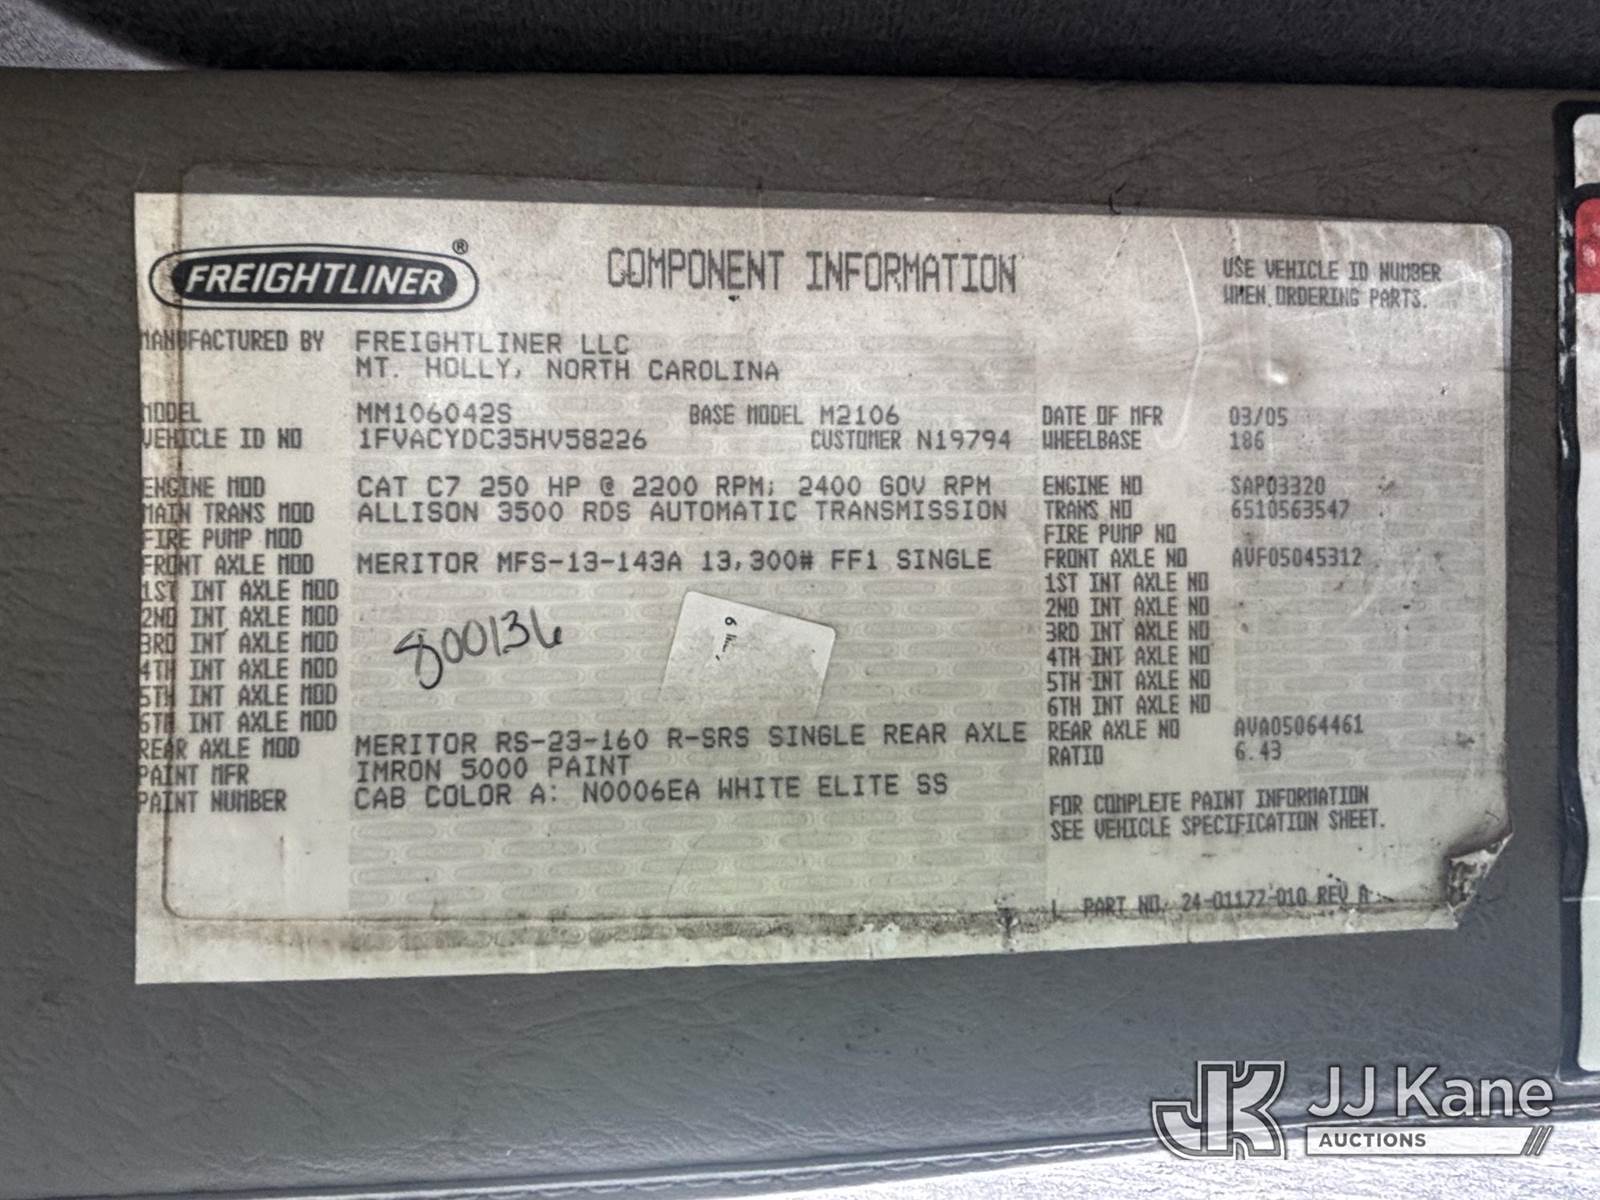 FREIGHTLINER ®
COMPONENT INFORMATION
USE VEHICLE ID NUMBER
WHEN ORDERING PARTS.
MANUFACTURED BY FREIGHTLINER LLC
MT. HOLLY, NORTH CAROLINA
MODEL MM106042S BASE MODEL M2106 DATE OF MFR 03/05
VEHICLE ID NO 1FVACYDC35HV58226 CUSTOMER N19794 WHEELBASE 186
ENGINE MOD CAT C7 250 HP @ 2200 RPM; 2400 GOV RPM ENGINE NO SAP03320
MAIN TRANS MOD ALLISON 3500 RDS AUTOMATIC TRANSMISSION TRANS NO 6510563547
FIRE PUMP MOD FIRE PUMP NO
FRONT AXLE MOD MERITOR MFS-13-143A 13,300# FF1 SINGLE FRONT AXLE NO AVF05045312
1ST INT AXLE MOD 1ST INT AXLE NO
2ND INT AXLE MOD 2ND INT AXLE NO
3RD INT AXLE MOD 3RD INT AXLE NO
4TH INT AXLE MOD 4TH INT AXLE NO
5TH INT AXLE MOD 5TH INT AXLE NO
6TH INT AXLE MOD 6TH INT AXLE NO
800136
6
REAR AXLE MOD MERITOR RS-23-160 R-SRS SINGLE REAR AXLE REAR AXLE NO AVA05064461
PAINT MFR IMRON 5000 PAINT RATIO 6.43
PAINT NUMBER CAB COLOR A: N0006EA WHITE ELITE SS
FOR COMPLETE PAINT INFORMATION
SEE VEHICLE SPECIFICATION SHEET.
PART NO. 24-01177-010 REV A
JK JJ Kane
AUCTIONS